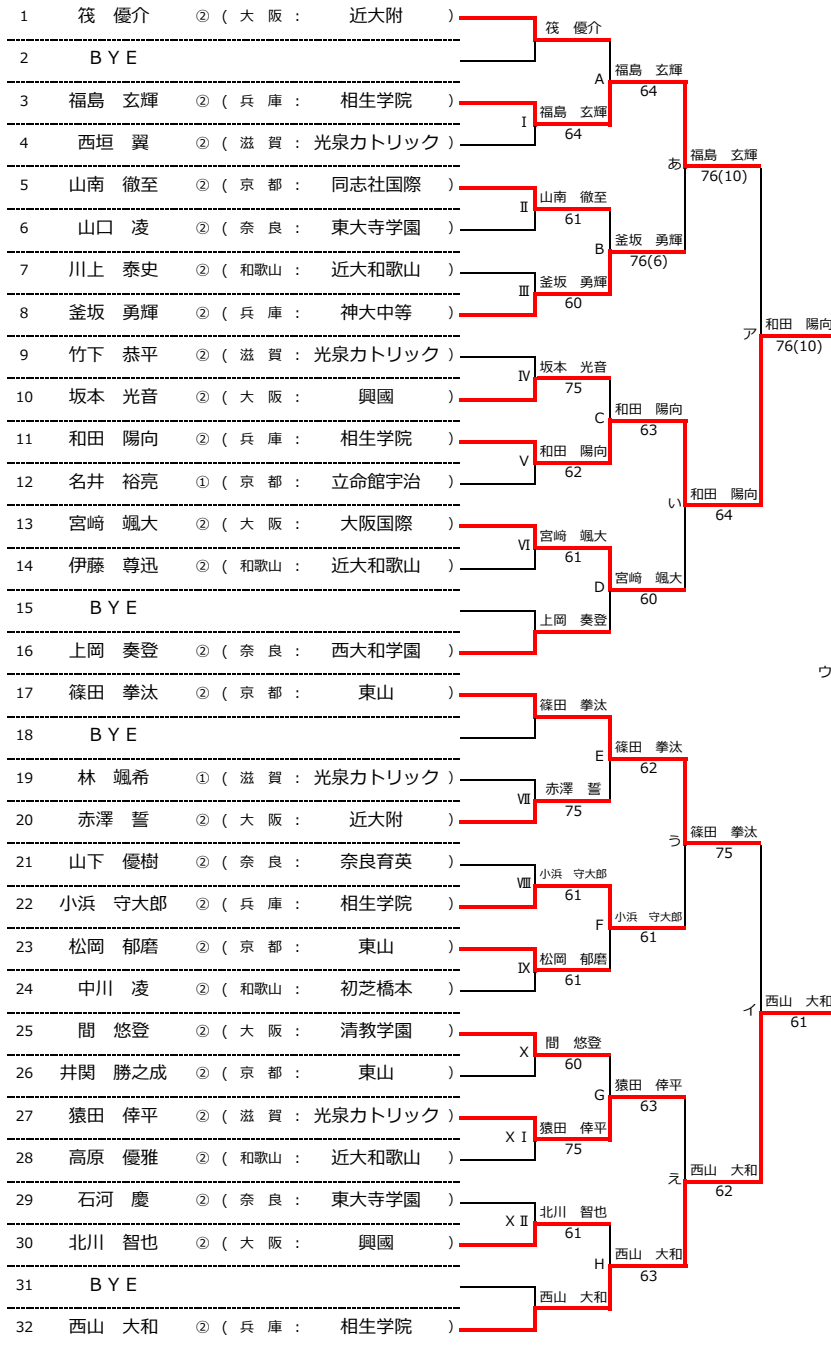 1 筏　優介 ② ( 大　阪 : 近大附 )
2 ＢＹＥ
3 福島　玄輝 ② ( 兵　庫 : 相生学院 )
4 西垣　翼 ② ( 滋　賀 : 光泉カトリック )
5 山南　徹至 ② ( 京　都 : 同志社国際 )
6 山口　凌 ② ( 奈　良 : 東大寺学園 )
7 川上　泰史 ② ( 和歌山 : 近大和歌山 )
8 釜坂　勇輝 ② ( 兵　庫 : 神大中等 )
9 竹下　恭平 ② ( 滋　賀 : 光泉カトリック )
10 坂本　光音 ② ( 大　阪 : 興國 )
11 和田　陽向 ② ( 兵　庫 : 相生学院 )
12 名井　裕亮 ① ( 京　都 : 立命館宇治 )
13 宮﨑　颯大 ② ( 大　阪 : 大阪国際 )
14 伊藤　尊迅 ② ( 和歌山 : 近大和歌山 )
15 ＢＹＥ
16 上岡　奏登 ② ( 奈　良 : 西大和学園 )
17 篠田　拳汰 ② ( 京　都 : 東山 )
18 ＢＹＥ
19 林　颯希 ① ( 滋　賀 : 光泉カトリック )
20 赤澤　誓 ② ( 大　阪 : 近大附 )
21 山下　優樹 ② ( 奈　良 : 奈良育英 )
22 小浜　守大郎 ② ( 兵　庫 : 相生学院 )
23 松岡　郁磨 ② ( 京　都 : 東山 )
24 中川　凌 ② ( 和歌山 : 初芝橋本 )
25 間　悠登 ② ( 大　阪 : 清教学園 )
26 井関　勝之成 ② ( 京　都 : 東山 )
27 猿田　倖平 ② ( 滋　賀 : 光泉カトリック )
28 高原　優雅 ② ( 和歌山 : 近大和歌山 )
29 石河　慶 ② ( 奈　良 : 東大寺学園 )
30 北川　智也 ② ( 大　阪 : 興國 )
31 ＢＹＥ
32 西山　大和 ② ( 兵　庫 : 相生学院 )
筏　優介
Ⅰ 福島　玄輝
64
Ⅱ 山南　徹至
61
Ⅲ 釜坂　勇輝
60
Ⅳ 坂本　光音
75
Ⅴ 和田　陽向
62
Ⅵ 宮﨑　颯大
61
上岡　奏登
篠田　拳汰
Ⅶ 赤澤　誓
75
Ⅷ 小浜　守大郎
61
Ⅸ 松岡　郁磨
61
Ⅹ 間　悠登
60
ⅩⅠ 猿田　倖平
75
ⅩⅡ 北川　智也
61
西山　大和
A 福島　玄輝
64
B 釜坂　勇輝
76(6)
C 和田　陽向
63
D 宮﨑　颯大
60
E 篠田　拳汰
62
F 小浜　守大郎
61
G 猿田　倖平
63
H 西山　大和
63
あ 福島　玄輝
76(10)
い 和田　陽向
64
う 篠田　拳汰
75
え 西山　大和
62
ア 和田　陽向
76(10)
イ 西山　大和
61
ウ